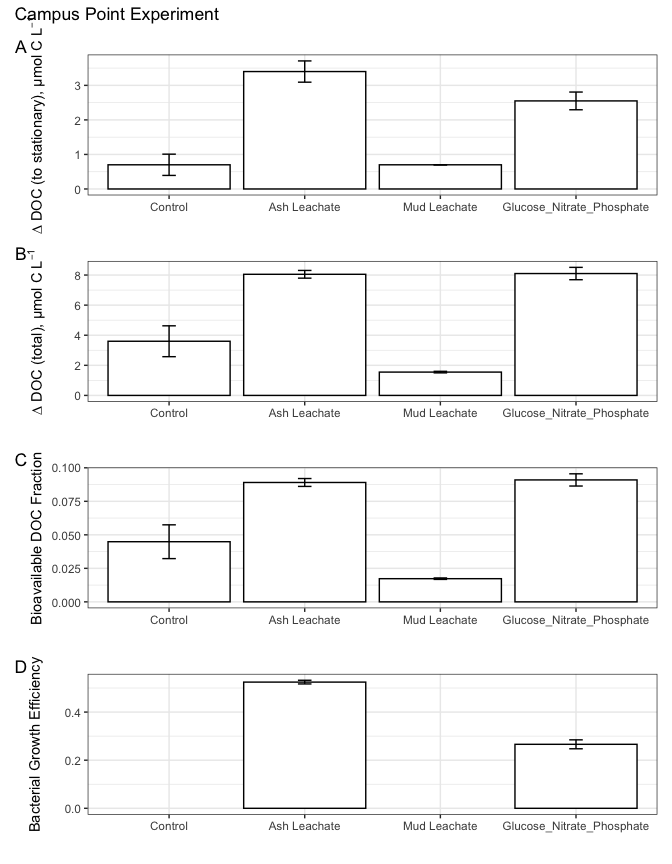 Campus Point Experiment
A
Δ DOC (to stationary), μmol C L⁻
3
2
1
0
Control Ash Leachate Mud Leachate Glucose_Nitrate_Phosphate
B
Δ DOC (total), μmol C L⁻¹
8
6
4
2
0
Control Ash Leachate Mud Leachate Glucose_Nitrate_Phosphate
C
Bioavailable DOC Fraction
0.100
0.075
0.050
0.025
0.000
Control Ash Leachate Mud Leachate Glucose_Nitrate_Phosphate
D
Bacterial Growth Efficiency
0.4
0.2
0.0
Control Ash Leachate Mud Leachate Glucose_Nitrate_Phosphate